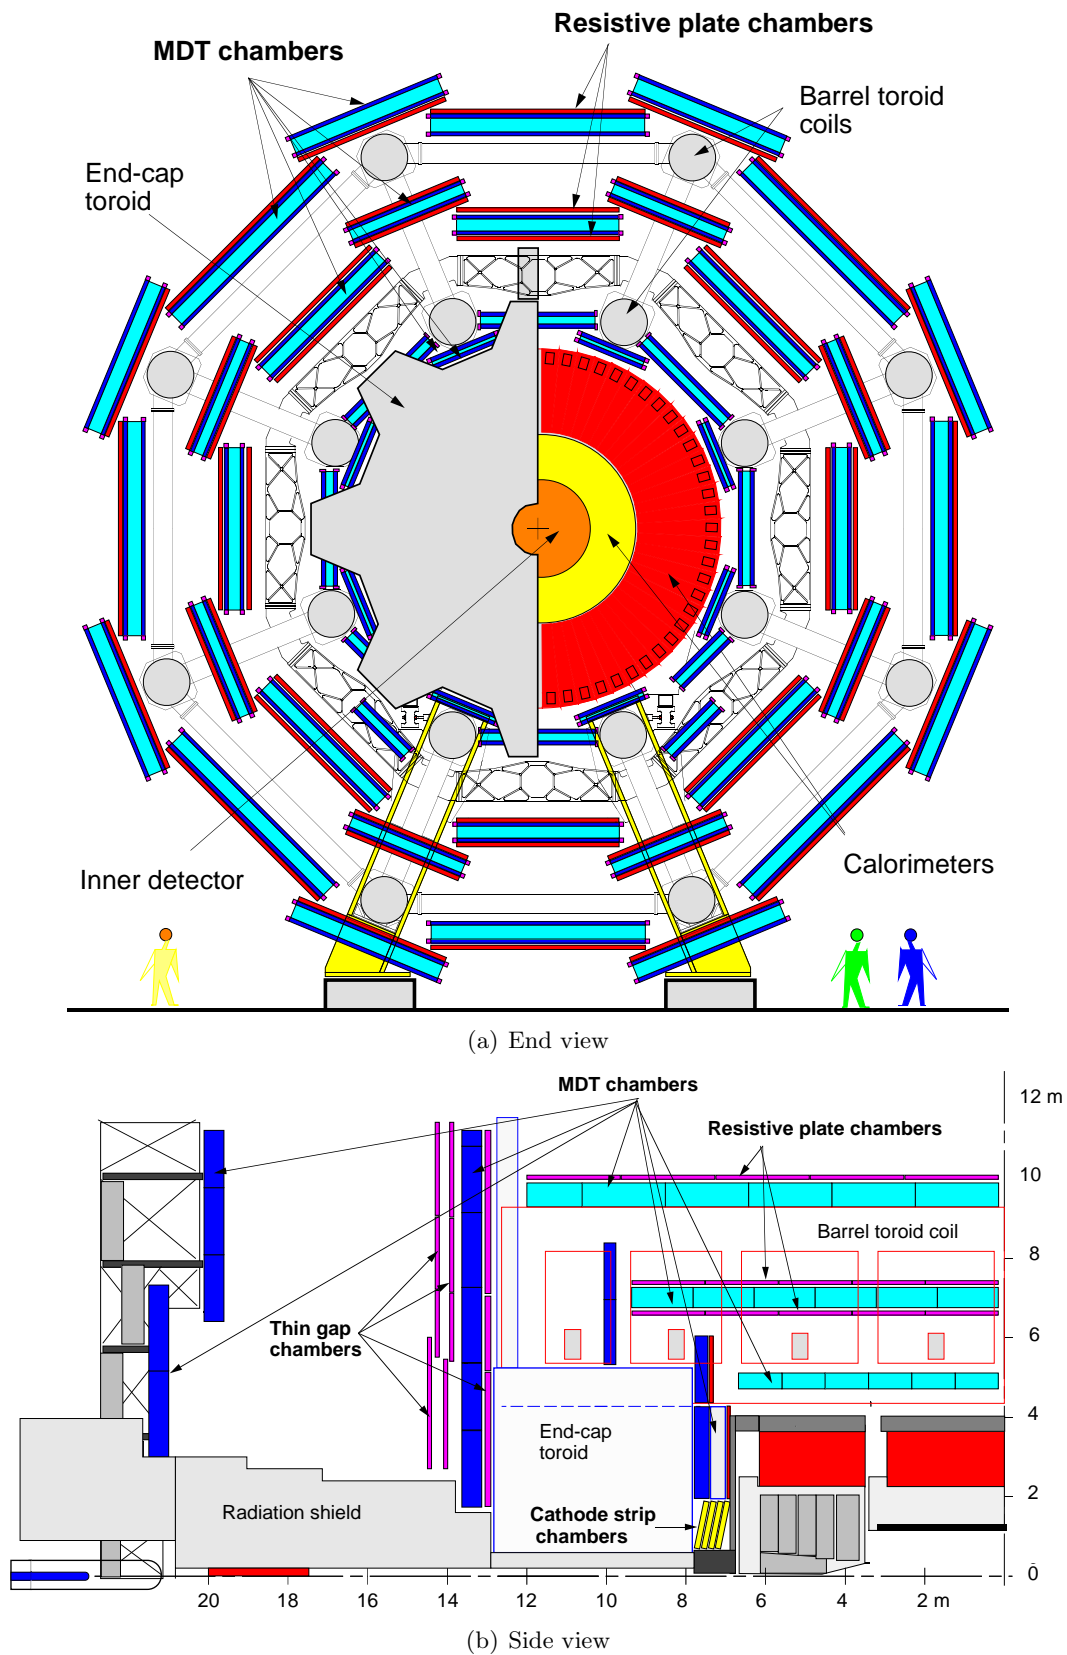 Resistive plate chambers
MDT chambers
Barrel toroid
coils
End-cap
toroid
Calorimeters
Inner detector
(a) End view
MDT chambers
12 m
Resistive plate chambers
10
Barrel toroid coil
8
Thin gap
chambers
6
4
End-cap
toroid
2
Radiation shield
Cathode strip
chambers
0
20 18 16 14 12 10 8 6 4 2 m
(b) Side view